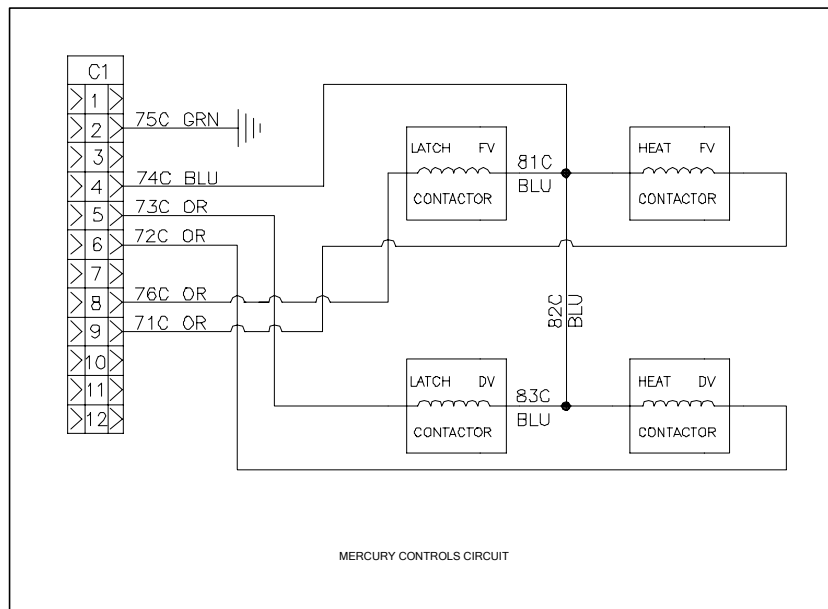 C1
1
2
3
4
5
6
7
8
9
10
11
12
75C GRN
74C BLU
73C OR
72C OR
76C OR
71C OR
LATCH FV
CONTACTOR
81C
BLU
HEAT FV
CONTACTOR
82C
BLU
LATCH DV
CONTACTOR
83C
BLU
HEAT DV
CONTACTOR
MERCURY CONTROLS CIRCUIT